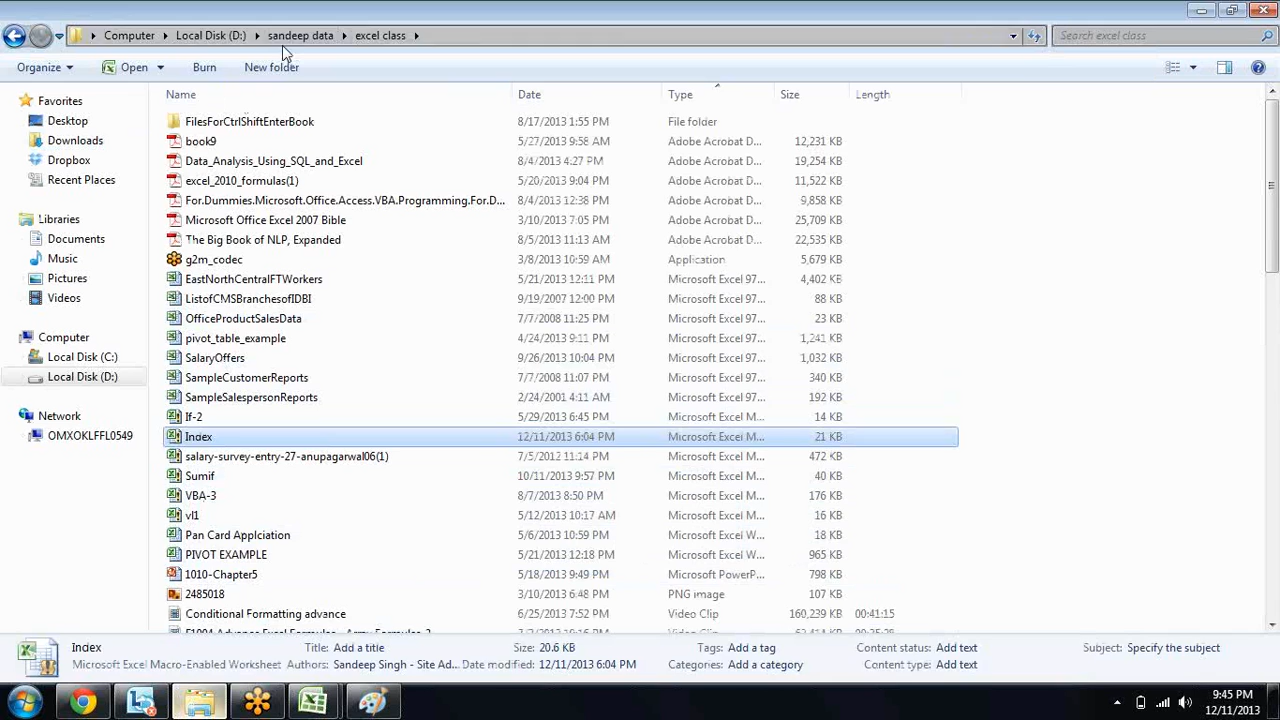 Computer Local Disk (D:) sandeep data excel class Search excel class
Organize Open Burn New folder
Name Date Type Size Length
Favorites
Desktop
Downloads
Dropbox
Recent Places
Libraries
Documents
Music
Pictures
Videos
Computer
Local Disk (C:)
Local Disk (D:)
Network
OMXOKLFFL0549
FilesForCtrlShiftEnterBook 8/17/2013 1:55 PM File folder
book9 5/27/2013 9:58 AM Adobe Acrobat D... 12,231 KB
Data_Analysis_Using_SQL_and_Excel 8/4/2013 4:27 PM Adobe Acrobat D... 19,254 KB
excel_2010_formulas(1) 5/20/2013 9:04 PM Adobe Acrobat D... 11,522 KB
For.Dummies.Microsoft.Office.Access.VBA.Programming.For.D... 8/4/2013 12:38 PM Adobe Acrobat D... 9,858 KB
Microsoft Office Excel 2007 Bible 3/10/2013 7:05 PM Adobe Acrobat D... 25,709 KB
The Big Book of NLP, Expanded 8/5/2013 11:13 AM Adobe Acrobat D... 22,535 KB
g2m_codec 3/8/2013 10:59 AM Application 5,679 KB
EastNorthCentralFTWorkers 5/21/2013 12:11 PM Microsoft Excel 97... 4,402 KB
ListofCMSBranchesofIDBI 9/19/2007 12:00 PM Microsoft Excel 97... 88 KB
OfficeProductSalesData 7/7/2008 11:25 PM Microsoft Excel 97... 23 KB
pivot_table_example 4/24/2013 9:11 PM Microsoft Excel 97... 1,241 KB
SalaryOffers 9/26/2013 10:04 PM Microsoft Excel 97... 1,032 KB
SampleCustomerReports 7/7/2008 11:07 PM Microsoft Excel 97... 340 KB
SampleSalespersonReports 2/24/2001 4:11 AM Microsoft Excel 97... 192 KB
If-2 5/29/2013 6:45 PM Microsoft Excel M... 14 KB
Index 12/11/2013 6:04 PM Microsoft Excel M... 21 KB
salary-survey-entry-27-anupagarwal06(1) 7/5/2012 11:14 PM Microsoft Excel M... 472 KB
Sumif 10/11/2013 9:57 PM Microsoft Excel M... 40 KB
VBA-3 8/7/2013 8:50 PM Microsoft Excel M... 176 KB
vl1 5/12/2013 10:17 AM Microsoft Excel M... 16 KB
Pan Card Applciation 5/6/2013 10:59 PM Microsoft Excel W... 18 KB
PIVOT EXAMPLE 5/21/2013 12:18 PM Microsoft Excel W... 965 KB
1010-Chapter5 5/18/2013 9:49 PM Microsoft PowerP... 798 KB
2485018 3/10/2013 6:48 PM PNG image 107 KB
Conditional Formatting advance 6/25/2013 7:52 PM Video Clip 160,239 KB 00:41:15
Index Title: Add a title Size: 20.6 KB Tags: Add a tag Content status: Add text Subject: Specify the subject
Microsoft Excel Macro-Enabled Worksheet Authors: Sandeep Singh - Site Ad... Date modified: 12/11/2013 6:04 PM Categories: Add a category Content type: Add text
9:45 PM
12/11/2013